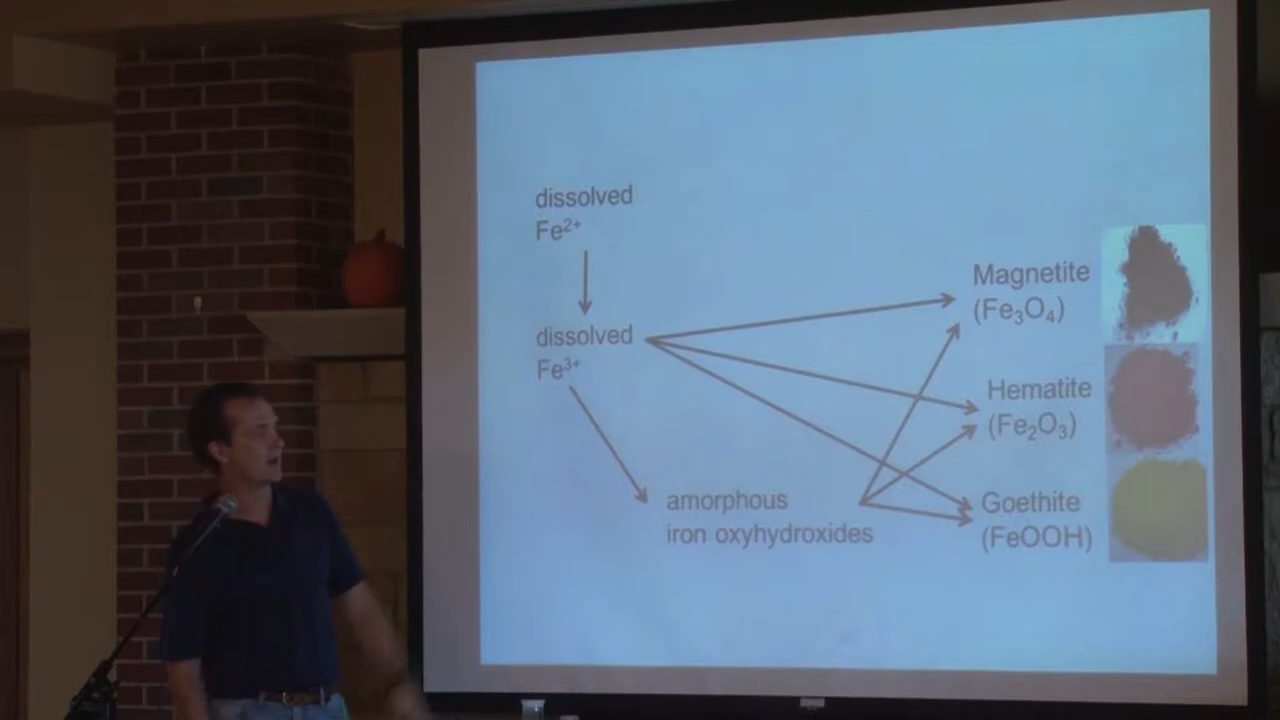 dissolved
Fe²⁺
dissolved
Fe³⁺
amorphous
iron oxyhydroxides
Magnetite
(Fe₃O₄)
Hematite
(Fe₂O₃)
Goethite
(FeOOH)